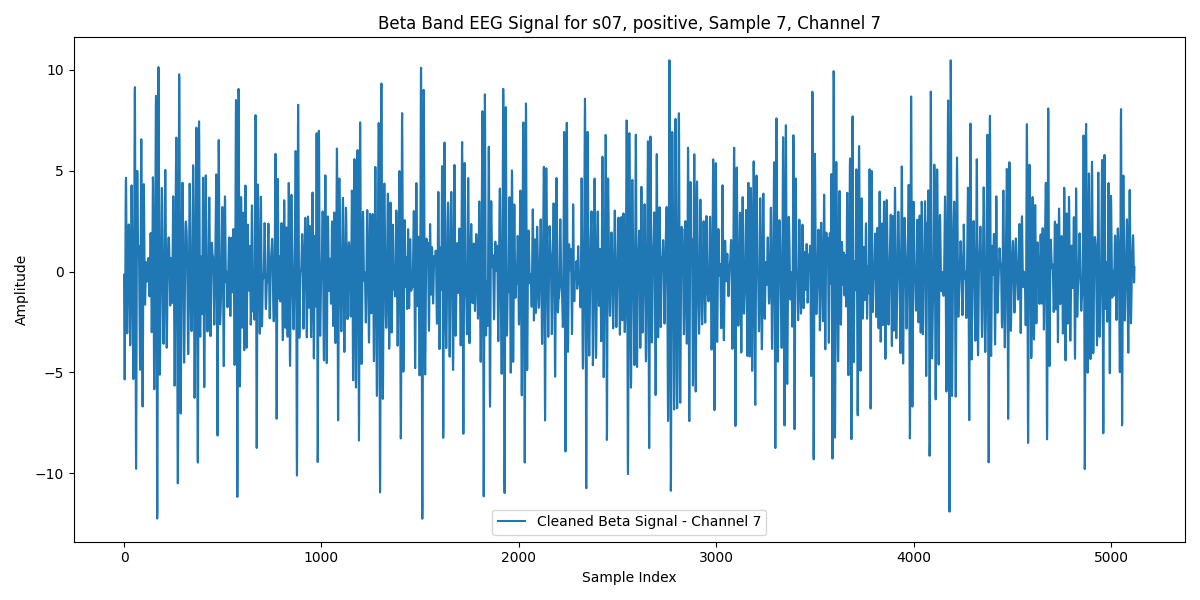 Beta Band EEG Signal for s07, positive, Sample 7, Channel 7
10
5
0
−5
−10
Amplitude
Cleaned Beta Signal - Channel 7
0 1000 2000 3000 4000 5000
Sample Index